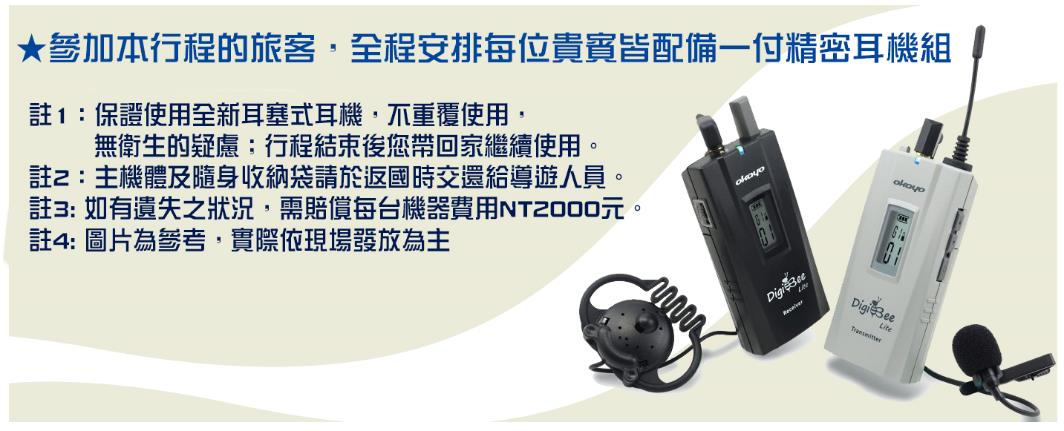 ★參加本行程的旅客，全程安排每位貴賓皆配備一付精密耳機組
註1：保證使用全新耳塞式耳機，不重覆使用，
無衛生的疑慮；行程結束後您帶回家繼續使用。
註2：主機體及隨身收納袋請於返國時交還給導遊人員。
註3: 如有遺失之狀況，需賠償每台機器費用NT2000元。
註4: 圖片為參考，實際依現場發放為主
okoyo
01
DigiBee
Lite
Receiver
okoyo
01
DigiBee
Lite
Transmitter